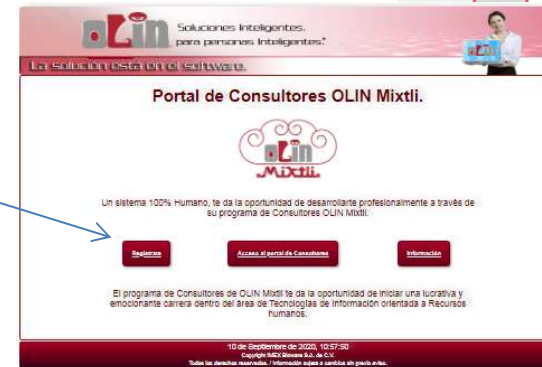 OLIN
Soluciones Inteligentes.
para personas Inteligentes.®
OLIN
La solución está en el software.
Portal de Consultores OLIN Mixtli.
OLIN
Mixtli.
Un sistema 100% Humano, te da la oportunidad de desarrollarte profesionalmente a través de
su programa de Consultores OLIN Mixtli.
Registrate
Acceso al portal de Consultores
Información
El programa de Consultores de OLIN Mixtli te da la oportunidad de iniciar una lucrativa y
emocionante carrera dentro del área de Tecnologías de Información orientada a Recursos
humanos.
10 de Septiembre de 2020, 10:57:50
Copyright IMEX Bioware S.A. de C.V.
Todos los derechos reservados. / Información sujeta a cambios sin previo aviso.